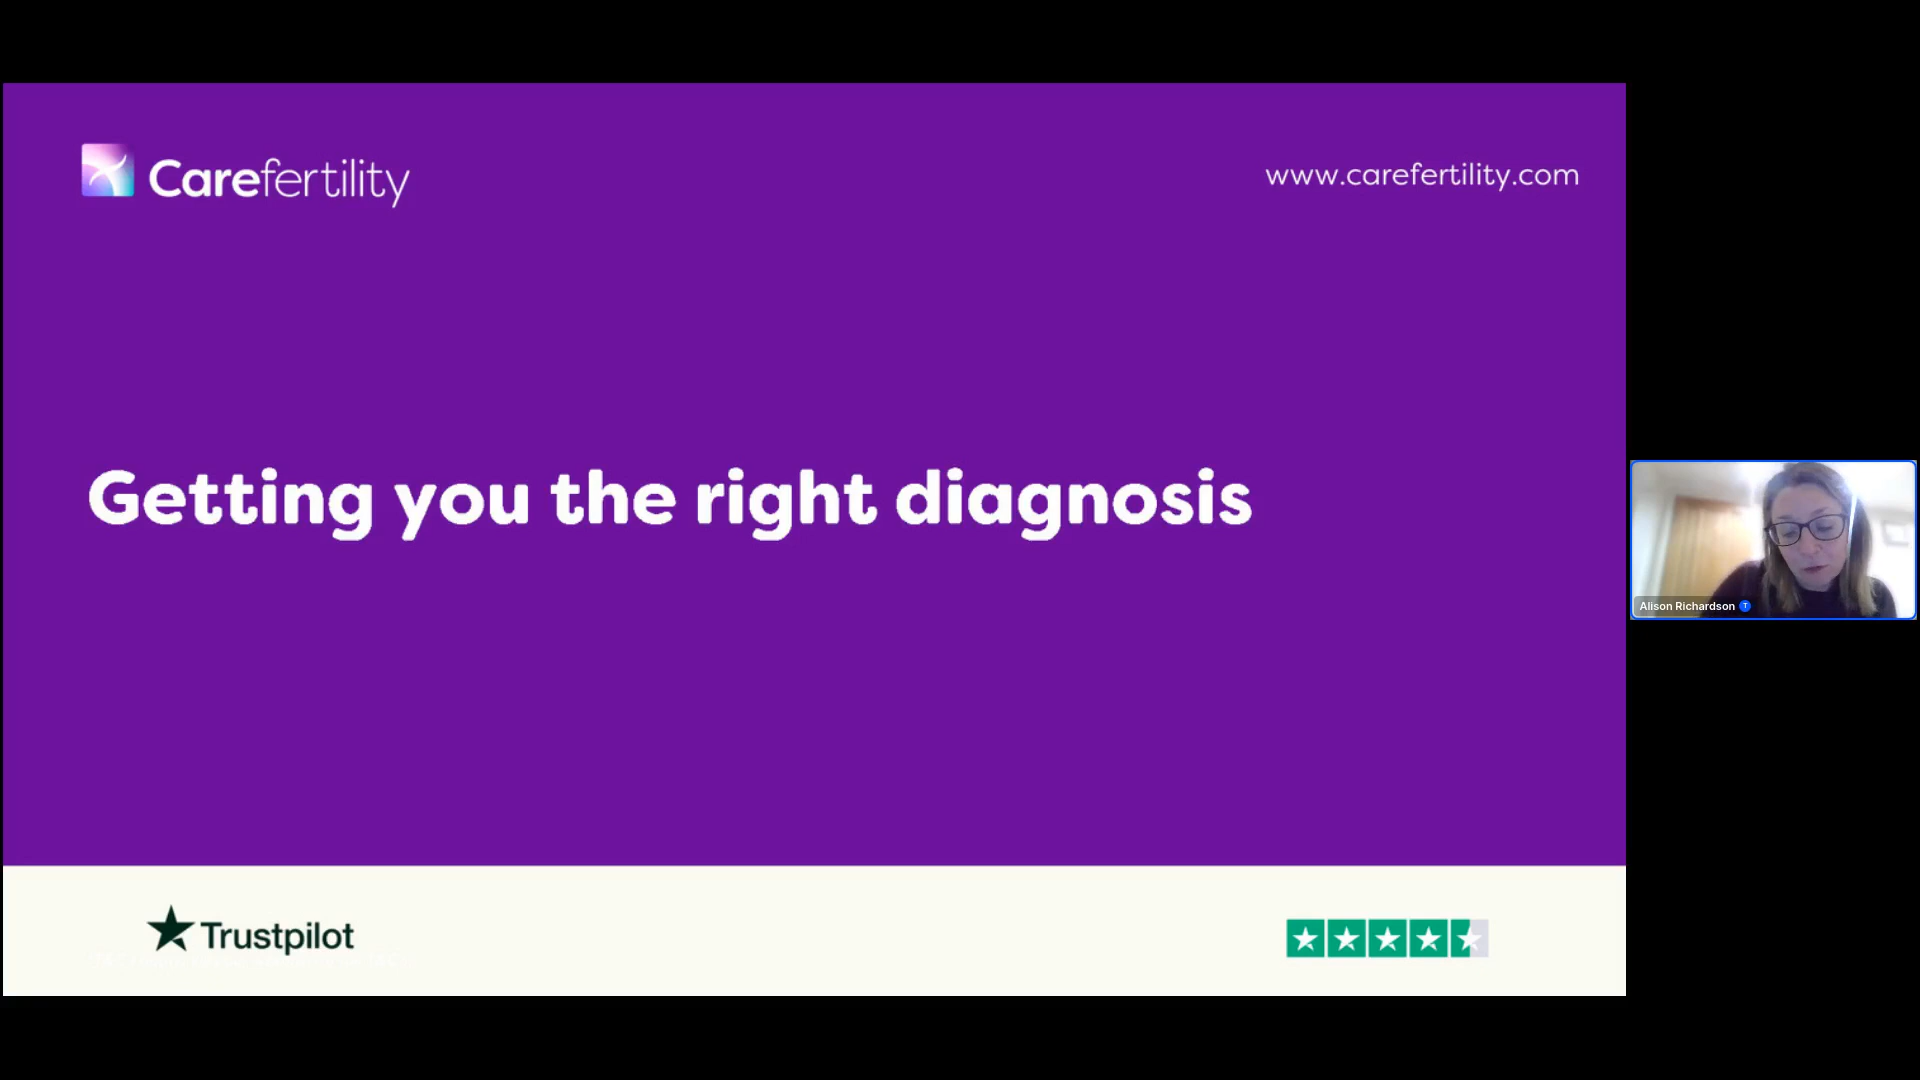 Carefertility
www.carefertility.com
Getting you the right diagnosis
Trustpilot
Alison Richardson
T